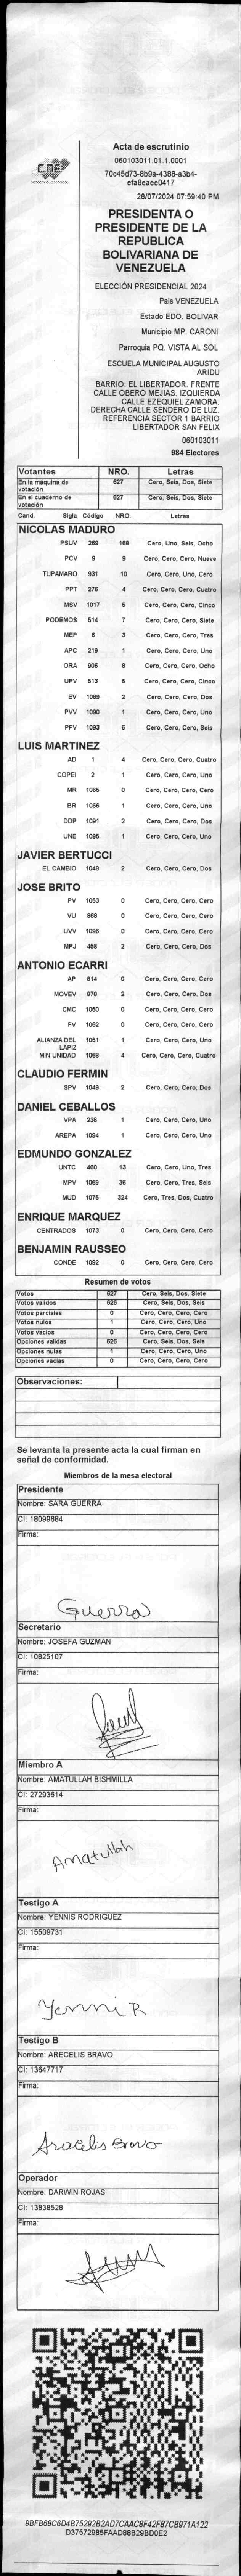 CNE
Acta de escrutinio
060103011.01.1.0001
70c45d73-8b9a-4388-a3b4-
efa8eaee0417
28/07/2024 07:59:40 PM
PRESIDENTA O
PRESIDENTE DE LA
REPUBLICA
BOLIVARIANA DE
VENEZUELA
ELECCIÓN PRESIDENCIAL 2024
País VENEZUELA
Estado EDO. BOLIVAR
Municipio MP. CARONI
Parroquia PQ. VISTA AL SOL
ESCUELA MUNICIPAL AUGUSTO
ARIDU
BARRIO: EL LIBERTADOR. FRENTE
CALLE OBERO MEJIAS. IZQUIERDA
CALLE EZEQUIEL ZAMORA.
DERECHA CALLE SENDERO DE LUZ.
REFERENCIA SECTOR 1 BARRIO
LIBERTADOR SAN FELIX
060103011
984 Electores
Votantes NRO. Letras
En la máquina de votación 627 Cero, Seis, Dos, Siete
En el cuaderno de votación 627 Cero, Seis, Dos, Siete
Cand. Sigla Código NRO. Letras
NICOLAS MADURO
PSUV 269 168 Cero, Uno, Seis, Ocho
PCV 9 9 Cero, Cero, Cero, Nueve
TUPAMARO 931 10 Cero, Cero, Uno, Cero
PPT 276 4 Cero, Cero, Cero, Cuatro
MSV 1017 5 Cero, Cero, Cero, Cinco
PODEMOS 514 7 Cero, Cero, Cero, Siete
MEP 6 3 Cero, Cero, Cero, Tres
APC 219 1 Cero, Cero, Cero, Uno
ORA 906 8 Cero, Cero, Cero, Ocho
UPV 513 5 Cero, Cero, Cero, Cinco
EV 1089 2 Cero, Cero, Cero, Dos
PVV 1090 1 Cero, Cero, Cero, Uno
PFV 1093 6 Cero, Cero, Cero, Seis
LUIS MARTINEZ
AD 1 4 Cero, Cero, Cero, Cuatro
COPEI 2 1 Cero, Cero, Cero, Uno
MR 1065 0 Cero, Cero, Cero, Cero
BR 1066 1 Cero, Cero, Cero, Uno
DDP 1091 2 Cero, Cero, Cero, Dos
UNE 1095 1 Cero, Cero, Cero, Uno
JAVIER BERTUCCI
EL CAMBIO 1048 2 Cero, Cero, Cero, Dos
JOSE BRITO
PV 1053 0 Cero, Cero, Cero, Cero
VU 868 0 Cero, Cero, Cero, Cero
UVV 1096 0 Cero, Cero, Cero, Cero
MPJ 458 2 Cero, Cero, Cero, Dos
ANTONIO ECARRI
AP 814 0 Cero, Cero, Cero, Cero
MOVEV 878 2 Cero, Cero, Cero, Dos
CMC 1050 0 Cero, Cero, Cero, Cero
FV 1062 0 Cero, Cero, Cero, Cero
ALIANZA DEL LAPIZ 1051 1 Cero, Cero, Cero, Uno
MIN UNIDAD 1068 4 Cero, Cero, Cero, Cuatro
CLAUDIO FERMIN
SPV 1049 2 Cero, Cero, Cero, Dos
DANIEL CEBALLOS
VPA 236 1 Cero, Cero, Cero, Uno
AREPA 1094 1 Cero, Cero, Cero, Uno
EDMUNDO GONZALEZ
UNTC 460 13 Cero, Cero, Uno, Tres
MPV 1069 36 Cero, Cero, Tres, Seis
MUD 1075 324 Cero, Tres, Dos, Cuatro
ENRIQUE MARQUEZ
CENTRADOS 1073 0 Cero, Cero, Cero, Cero
BENJAMIN RAUSSEO
CONDE 1092 0 Cero, Cero, Cero, Cero
Resumen de votos
Votos 627 Cero, Seis, Dos, Siete
Votos validos 626 Cero, Seis, Dos, Seis
Votos parciales 0 Cero, Cero, Cero, Cero
Votos nulos 1 Cero, Cero, Cero, Uno
Votos vacios 0 Cero, Cero, Cero, Cero
Opciones validas 626 Cero, Seis, Dos, Seis
Opciones nulas 1 Cero, Cero, Cero, Uno
Opciones vacias 0 Cero, Cero, Cero, Cero
Observaciones:
Se levanta la presente acta la cual firman en
señal de conformidad.
Miembros de la mesa electoral
Presidente
Nombre: SARA GUERRA
CI: 18099684
Firma:
Guerra
Secretario
Nombre: JOSEFA GUZMAN
CI: 10825107
Firma:
Miembro A
Nombre: AMATULLAH BISHMILLA
CI: 27293614
Firma:
Amatullah
Testigo A
Nombre: YENNIS RODRIGUEZ
CI: 15509731
Firma:
Yenni R
Testigo B
Nombre: ARECELIS BRAVO
CI: 13647717
Firma:
Aracelis Bravo
Operador
Nombre: DARWIN ROJAS
CI: 13838528
Firma:
9BFB68C6D4B75292B2AD7CAAC8F42F87CB971A122
D37572985FAAD88B29BD0E2